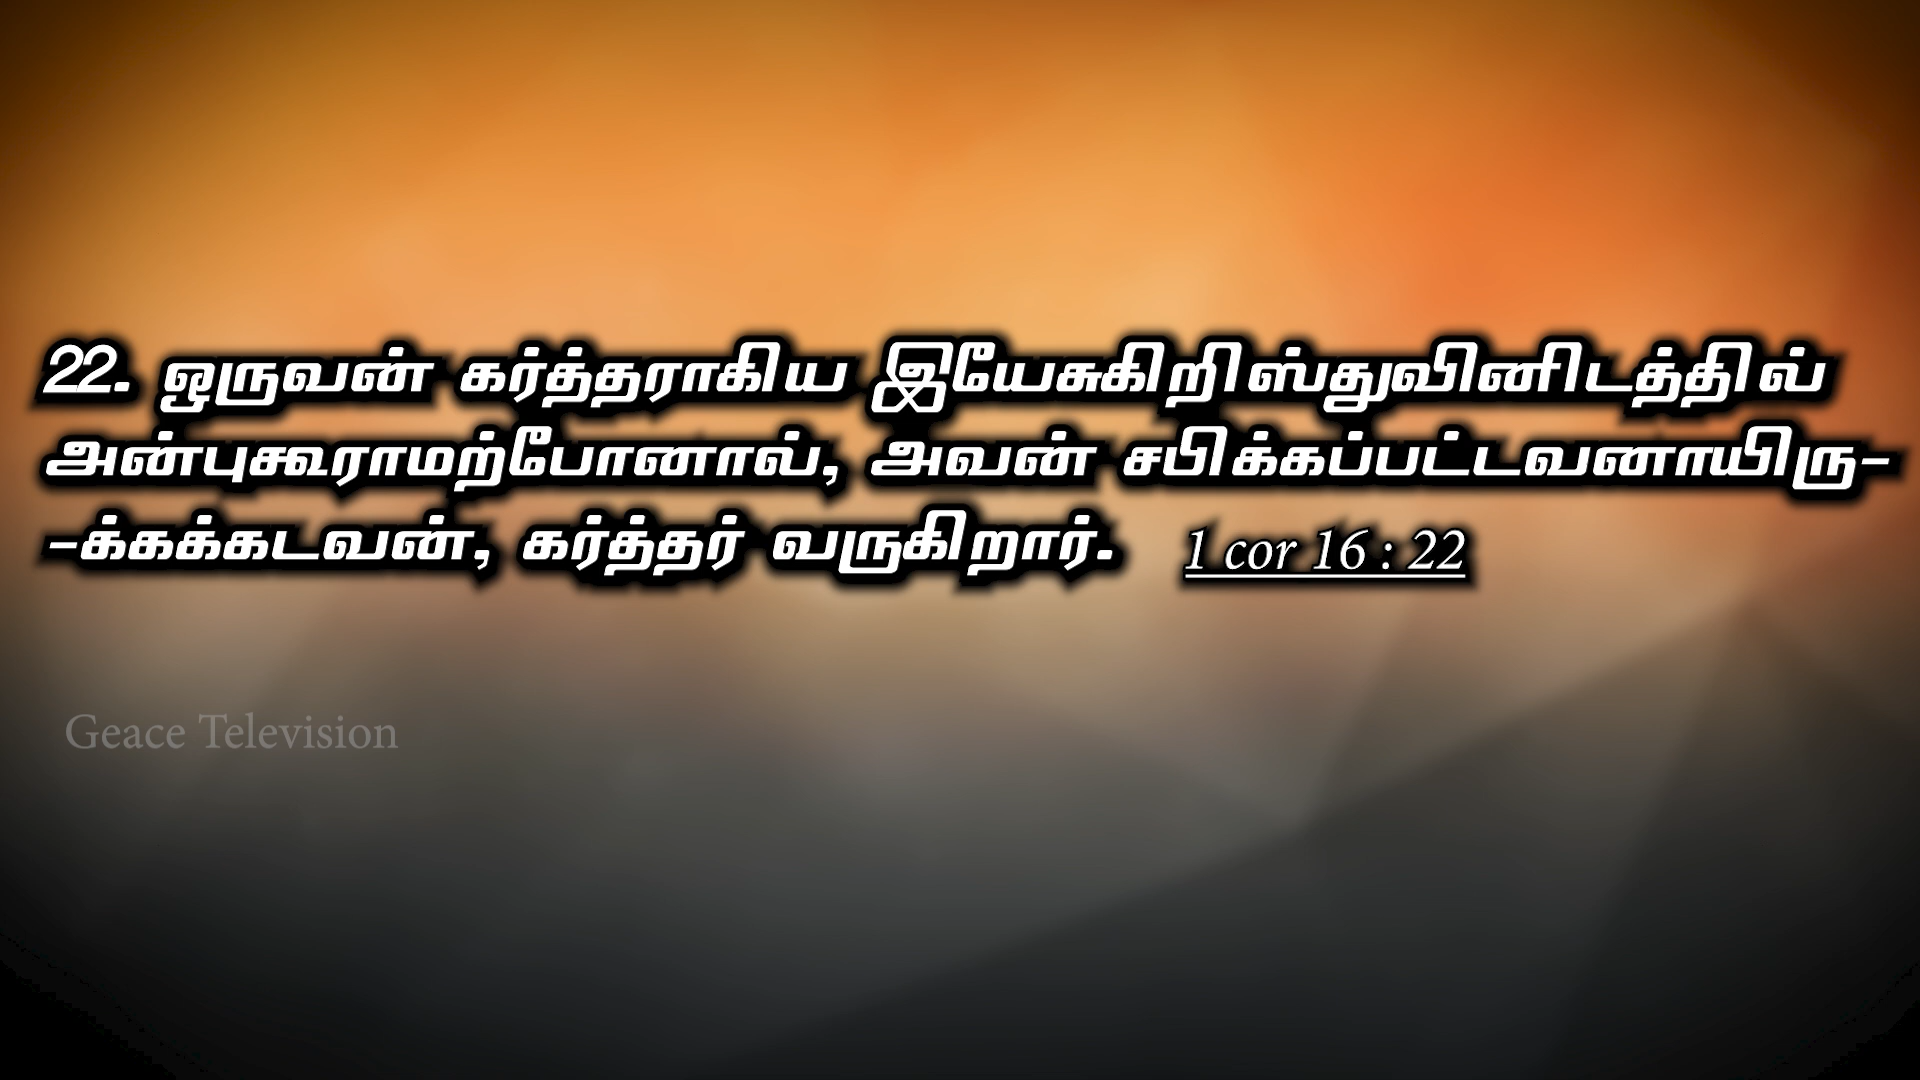 22. ஒருவன் கர்த்தராகிய இயேசுகிறிஸ்துவினிடத்தில்
அன்புகூராமற்போனால், அவன் சபிக்கப்பட்டவனாயிரு-
-க்கக்கடவன், கர்த்தர் வருகிறார். 1 cor 16 : 22
Geace Television